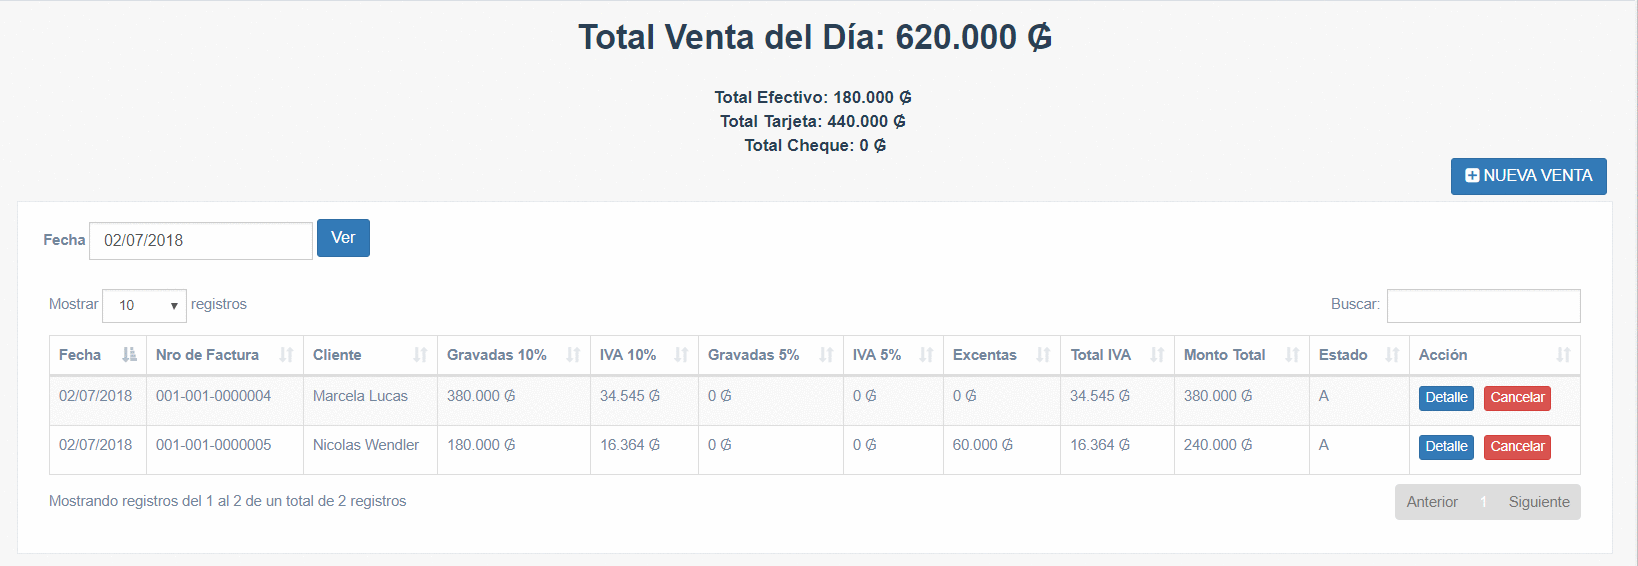 Total Venta del Día: 620.000 ₲
Total Efectivo: 180.000 ₲
Total Tarjeta: 440.000 ₲
Total Cheque: 0 ₲
NUEVA VENTA
Fecha 02/07/2018 Ver
Mostrar 10 registros Buscar:
Fecha Nro de Factura Cliente Gravadas 10% IVA 10% Gravadas 5% IVA 5% Excentas Total IVA Monto Total Estado Acción
02/07/2018 001-001-0000004 Marcela Lucas 380.000 ₲ 34.545 ₲ 0 ₲ 0 ₲ 0 ₲ 34.545 ₲ 380.000 ₲ A Detalle Cancelar
02/07/2018 001-001-0000005 Nicolas Wendler 180.000 ₲ 16.364 ₲ 0 ₲ 0 ₲ 60.000 ₲ 16.364 ₲ 240.000 ₲ A Detalle Cancelar
Mostrando registros del 1 al 2 de un total de 2 registros Anterior 1 Siguiente